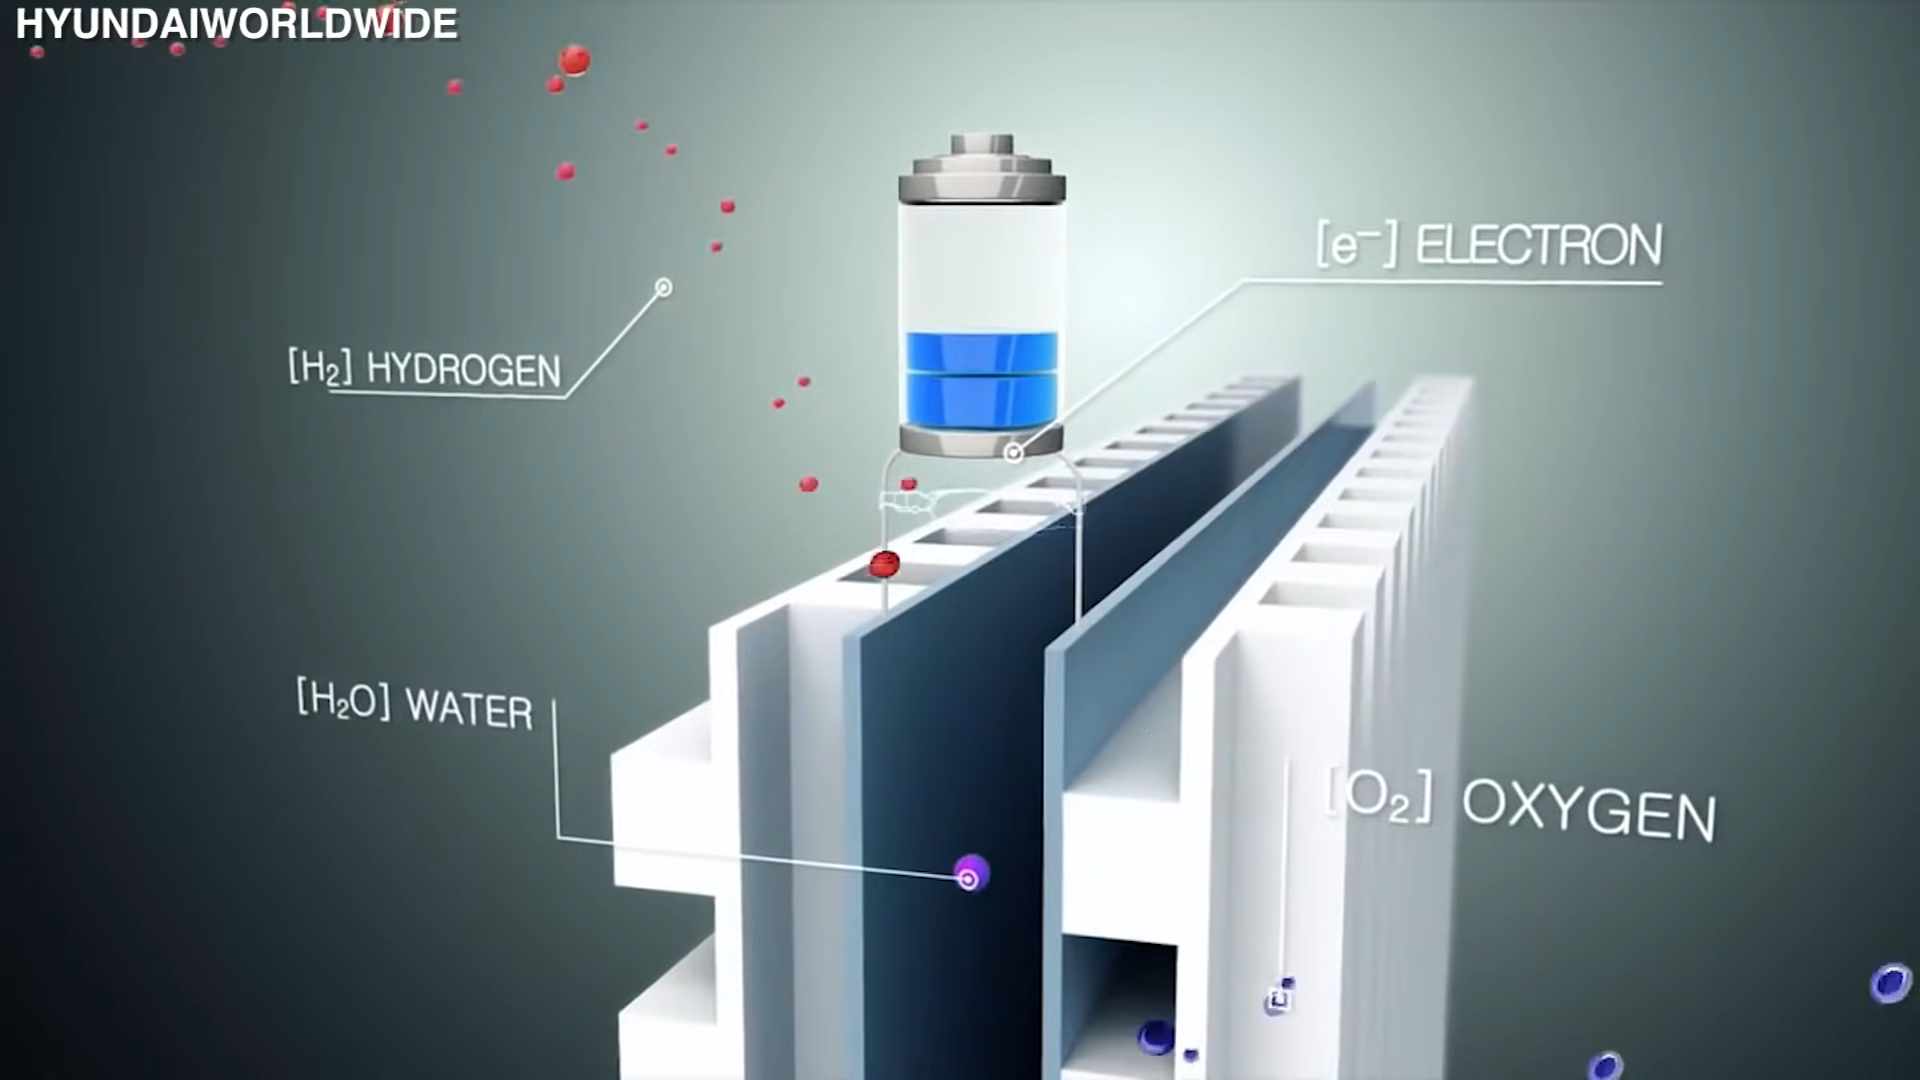 HYUNDAIWORLDWIDE
[e⁻] ELECTRON
[H₂] HYDROGEN
[H₂O] WATER
[O₂] OXYGEN